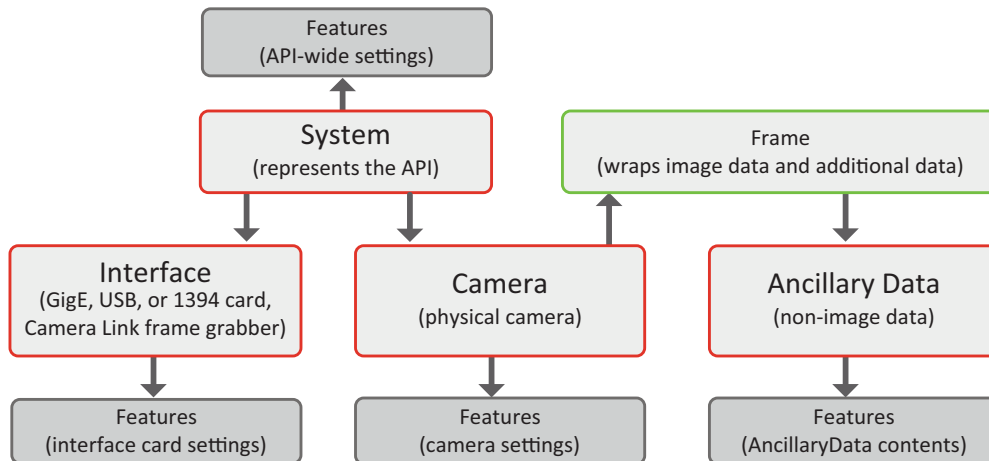 Features
(API-wide settings)
System
(represents the API)
Frame
(wraps image data and additional data)
Interface
(GigE, USB, or 1394 card,
Camera Link frame grabber)
Camera
(physical camera)
Ancillary Data
(non-image data)
Features
(interface card settings)
Features
(camera settings)
Features
(AncillaryData contents)